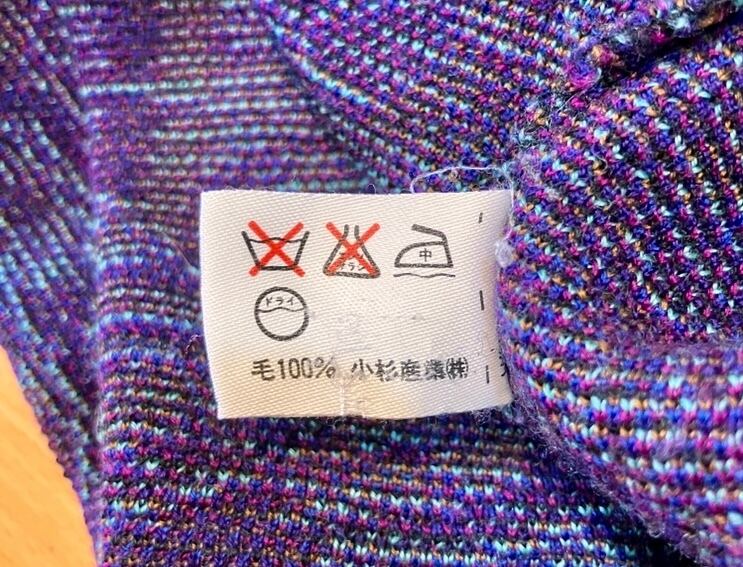 中
ドライ
毛100% 小杉産業㈱